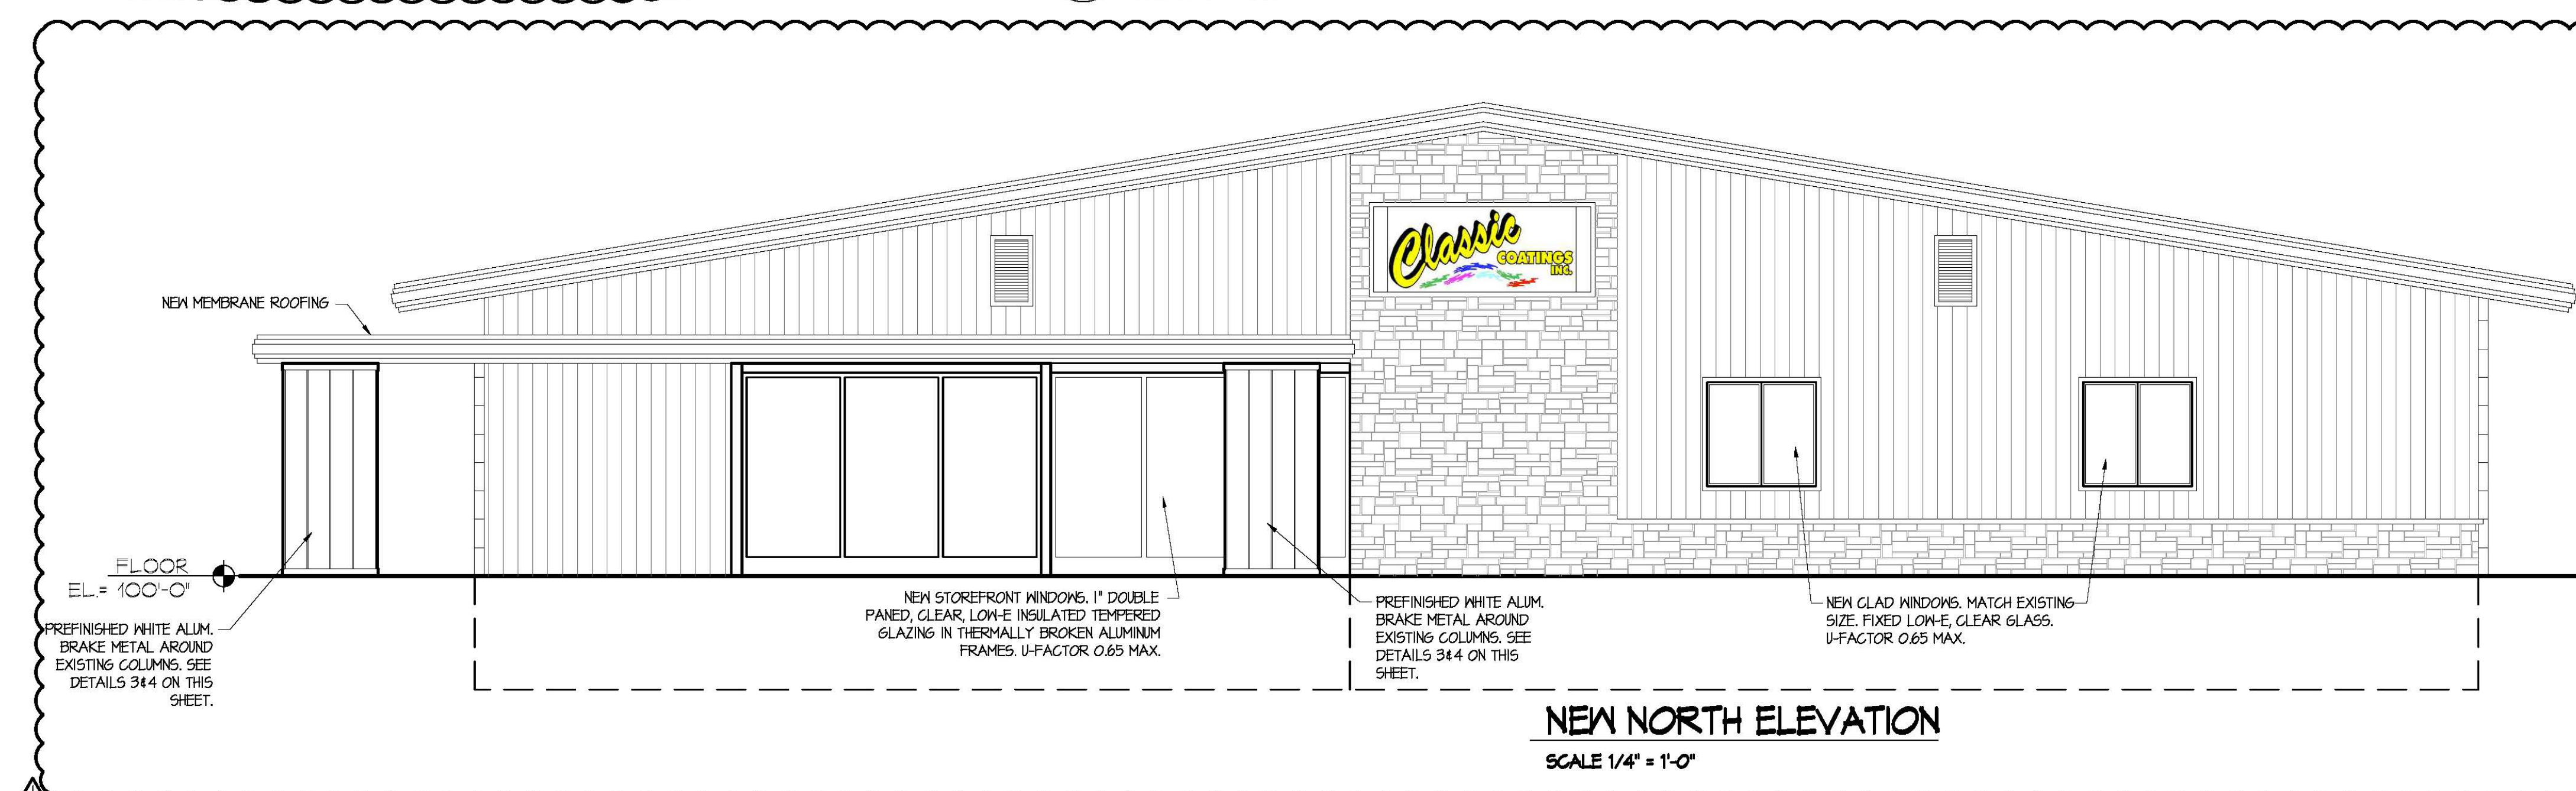 Classic
COATINGS
INC.
NEW MEMBRANE ROOFING
FLOOR
EL.= 100'-0"
PREFINISHED WHITE ALUM.
BRAKE METAL AROUND
EXISTING COLUMNS. SEE
DETAILS 3&4 ON THIS
SHEET.
NEW STOREFRONT WINDOWS. 1" DOUBLE
PANED, CLEAR, LOW-E INSULATED TEMPERED
GLAZING IN THERMALLY BROKEN ALUMINUM
FRAMES. U-FACTOR 0.65 MAX.
PREFINISHED WHITE ALUM.
BRAKE METAL AROUND
EXISTING COLUMNS. SEE
DETAILS 3&4 ON THIS
SHEET.
NEW CLAD WINDOWS. MATCH EXISTING
SIZE. FIXED LOW-E, CLEAR GLASS.
U-FACTOR 0.65 MAX.
NEW NORTH ELEVATION
SCALE 1/4" = 1'-0"